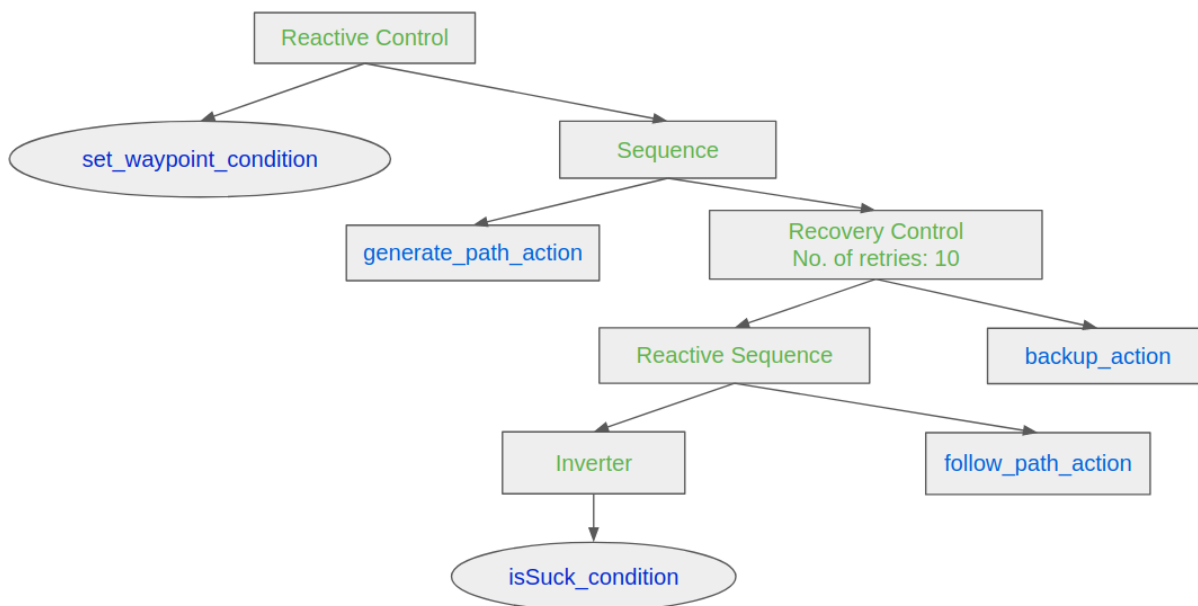 Reactive Control
set_waypoint_condition
Sequence
generate_path_action
Recovery Control
No. of retries: 10
Reactive Sequence
backup_action
Inverter
follow_path_action
isSuck_condition